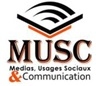 MUSC
Medias, Usages Sociaux
&Communication